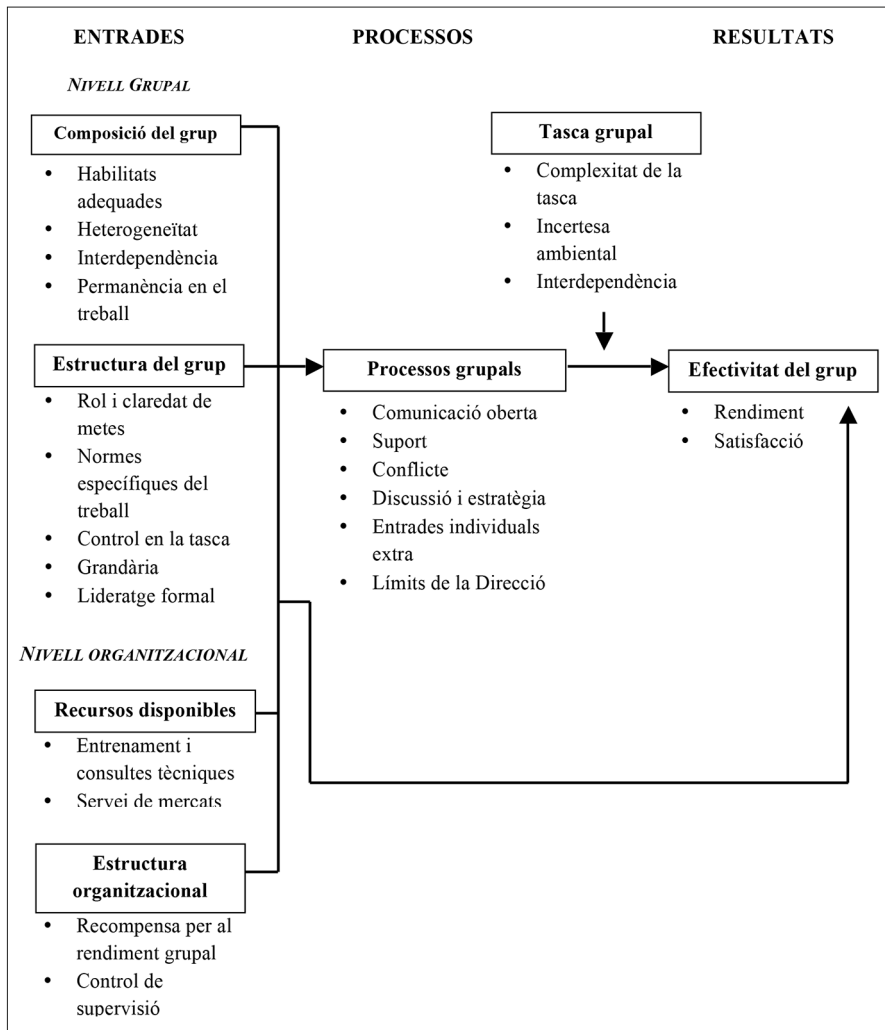 ENTRADES
PROCESSOS
RESULTATS
NIVELL GRUPAL
Composició del grup
• Habilitats
adequades
• Heterogeneïtat
• Interdependència
• Permanència en el
treball
Tasca grupal
• Complexitat de la
tasca
• Incertesa
ambiental
• Interdependència
Estructura del grup
• Rol i claredat de
metes
• Normes
específiques del
treball
• Control en la tasca
• Grandària
• Lideratge formal
Processos grupals
• Comunicació oberta
• Suport
• Conflicte
• Discussió i estratègia
• Entrades individuals
extra
• Límits de la Direcció
Efectivitat del grup
• Rendiment
• Satisfacció
NIVELL ORGANITZACIONAL
Recursos disponibles
• Entrenament i
consultes tècniques
• Servei de mercats
Estructura
organitzacional
• Recompensa per al
rendiment grupal
• Control de
supervisió